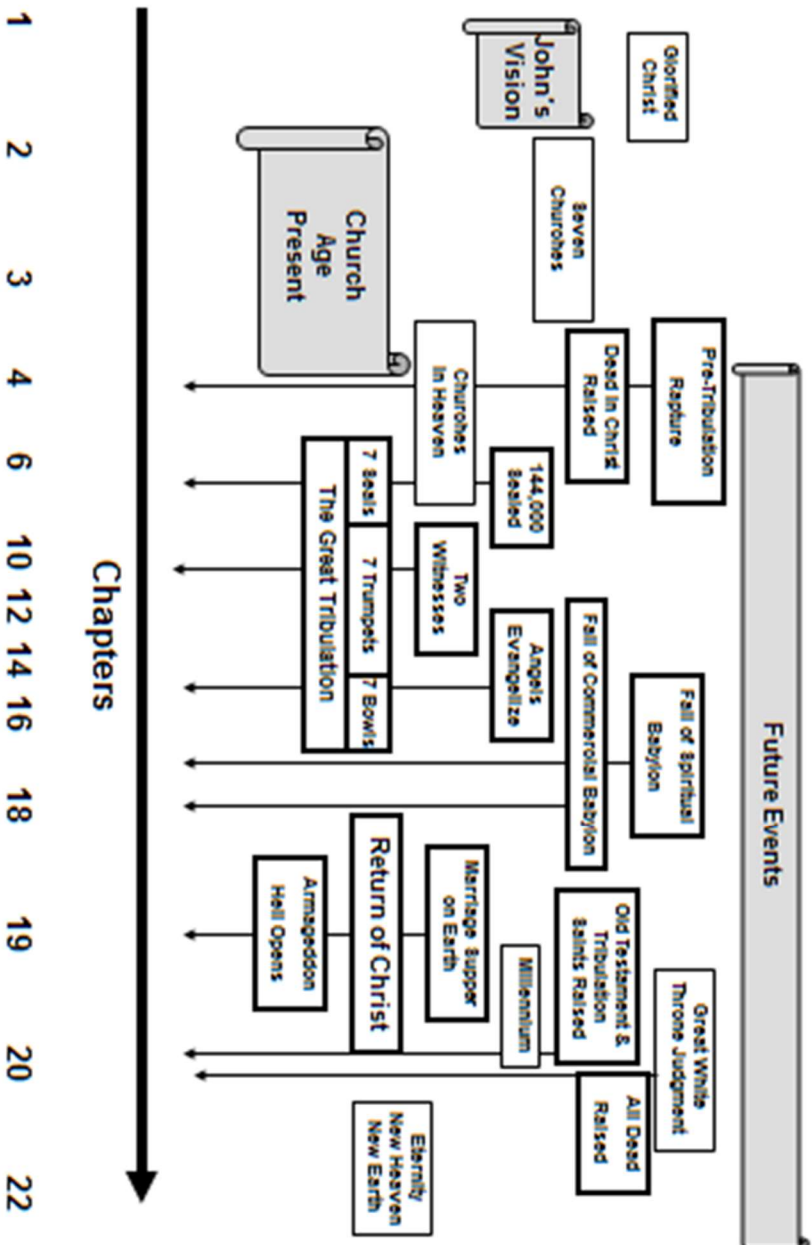 Future Events
Glorified
Christ
John's
Vision
Seven
Churches
Church
Age
Present
Pre-Tribulation
Rapture
Dead in Christ
Raised
Churches
In Heaven
144,000
Sealed
7 Seals
7 Trumpets
7 Bowls
The Great Tribulation
Two
Witnesses
Angels
Evangelize
Fall of Spiritual
Babylon
Fall of Commercial Babylon
Great White
Throne Judgment
Old Testament &
Tribulation
Saints Raised
All Dead
Raised
Millennium
Marriage Supper
on Earth
Return of Christ
Armageddon
Hell Opens
Eternity
New Heaven
New Earth
Chapters
1 2 3 4 6 10 12 14 16 18 19 20 22